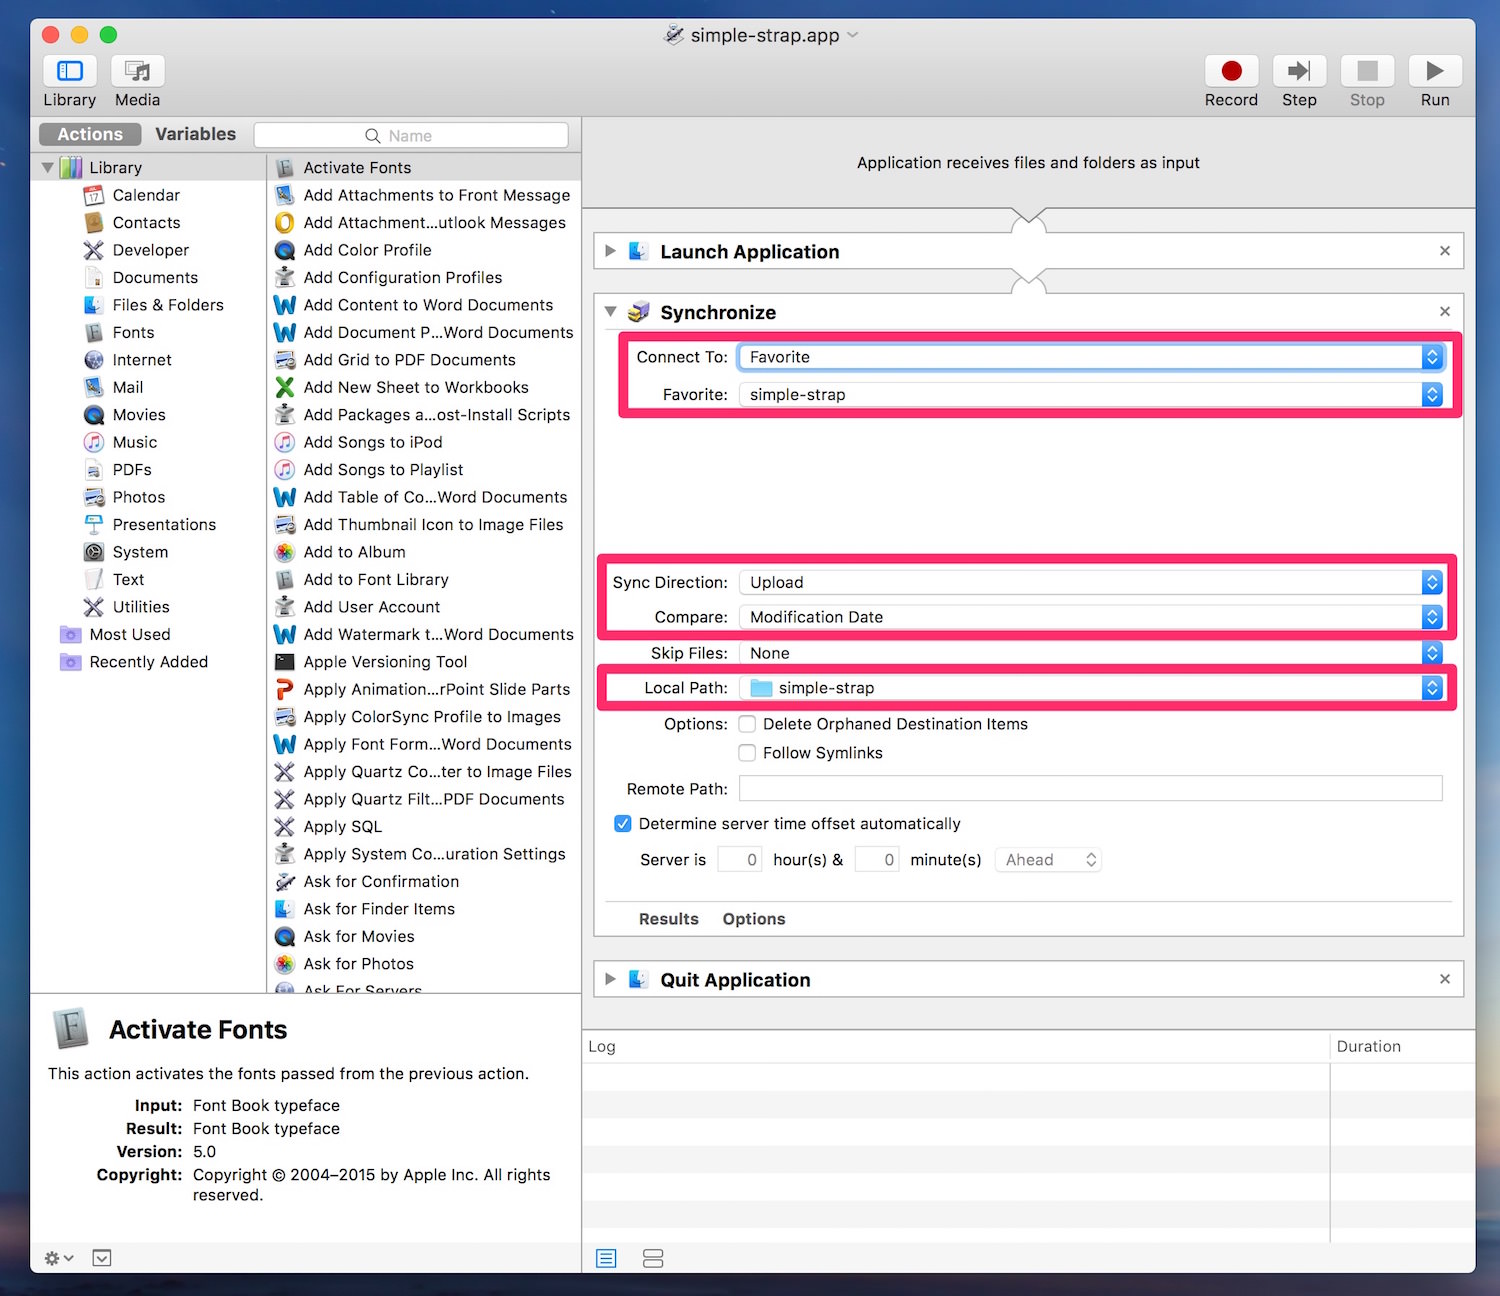 simple-strap.app
Library
Media
Record
Step
Stop
Run
Actions
Variables
Name
Library
Calendar
Contacts
Developer
Documents
Files & Folders
Fonts
Internet
Mail
Movies
Music
PDFs
Photos
Presentations
System
Text
Utilities
Most Used
Recently Added
Activate Fonts
Add Attachments to Front Message
Add Attachment...utlook Messages
Add Color Profile
Add Configuration Profiles
Add Content to Word Documents
Add Document P...Word Documents
Add Grid to PDF Documents
Add New Sheet to Workbooks
Add Packages a...ost-Install Scripts
Add Songs to iPod
Add Songs to Playlist
Add Table of Co...Word Documents
Add Thumbnail Icon to Image Files
Add to Album
Add to Font Library
Add User Account
Add Watermark t...Word Documents
Apple Versioning Tool
Apply Animation...rPoint Slide Parts
Apply ColorSync Profile to Images
Apply Font Form...Word Documents
Apply Quartz Co...ter to Image Files
Apply Quartz Filt...PDF Documents
Apply SQL
Apply System Co...uration Settings
Ask for Confirmation
Ask for Finder Items
Ask for Movies
Ask for Photos
Ask For Servers
Activate Fonts
This action activates the fonts passed from the previous action.
Input: Font Book typeface
Result: Font Book typeface
Version: 5.0
Copyright: Copyright © 2004–2015 by Apple Inc. All rights
reserved.
Application receives files and folders as input
Launch Application
Synchronize
Connect To: Favorite
Favorite: simple-strap
Sync Direction: Upload
Compare: Modification Date
Skip Files: None
Local Path: simple-strap
Options: Delete Orphaned Destination Items
Follow Symlinks
Remote Path:
Determine server time offset automatically
Server is 0 hour(s) & 0 minute(s) Ahead
Results Options
Quit Application
Log
Duration